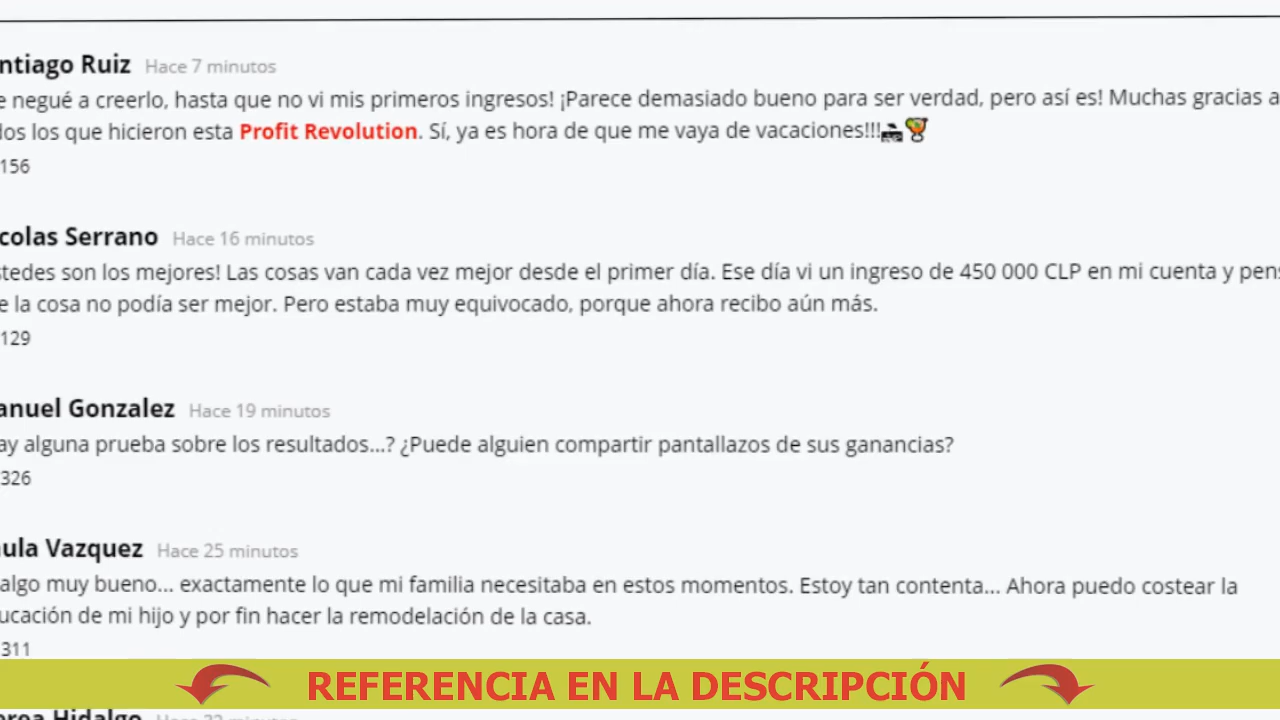 ntiago Ruiz Hace 7 minutos
e negué a creerlo, hasta que no vi mis primeros ingresos! ¡Parece demasiado bueno para ser verdad, pero así es! Muchas gracias a
dos los que hicieron esta Profit Revolution. Sí, ya es hora de que me vaya de vacaciones!!!
156
colas Serrano Hace 16 minutos
stedes son los mejores! Las cosas van cada vez mejor desde el primer día. Ese día vi un ingreso de 450 000 CLP en mi cuenta y pens
e la cosa no podía ser mejor. Pero estaba muy equivocado, porque ahora recibo aún más.
129
anuel Gonzalez Hace 19 minutos
ay alguna prueba sobre los resultados...? ¿Puede alguien compartir pantallazos de sus ganancias?
326
ula Vazquez Hace 25 minutos
algo muy bueno... exactamente lo que mi familia necesitaba en estos momentos. Estoy tan contenta... Ahora puedo costear la
ucación de mi hijo y por fin hacer la remodelación de la casa.
311
REFERENCIA EN LA DESCRIPCIÓN
Hidalgo Hace 32 minutos